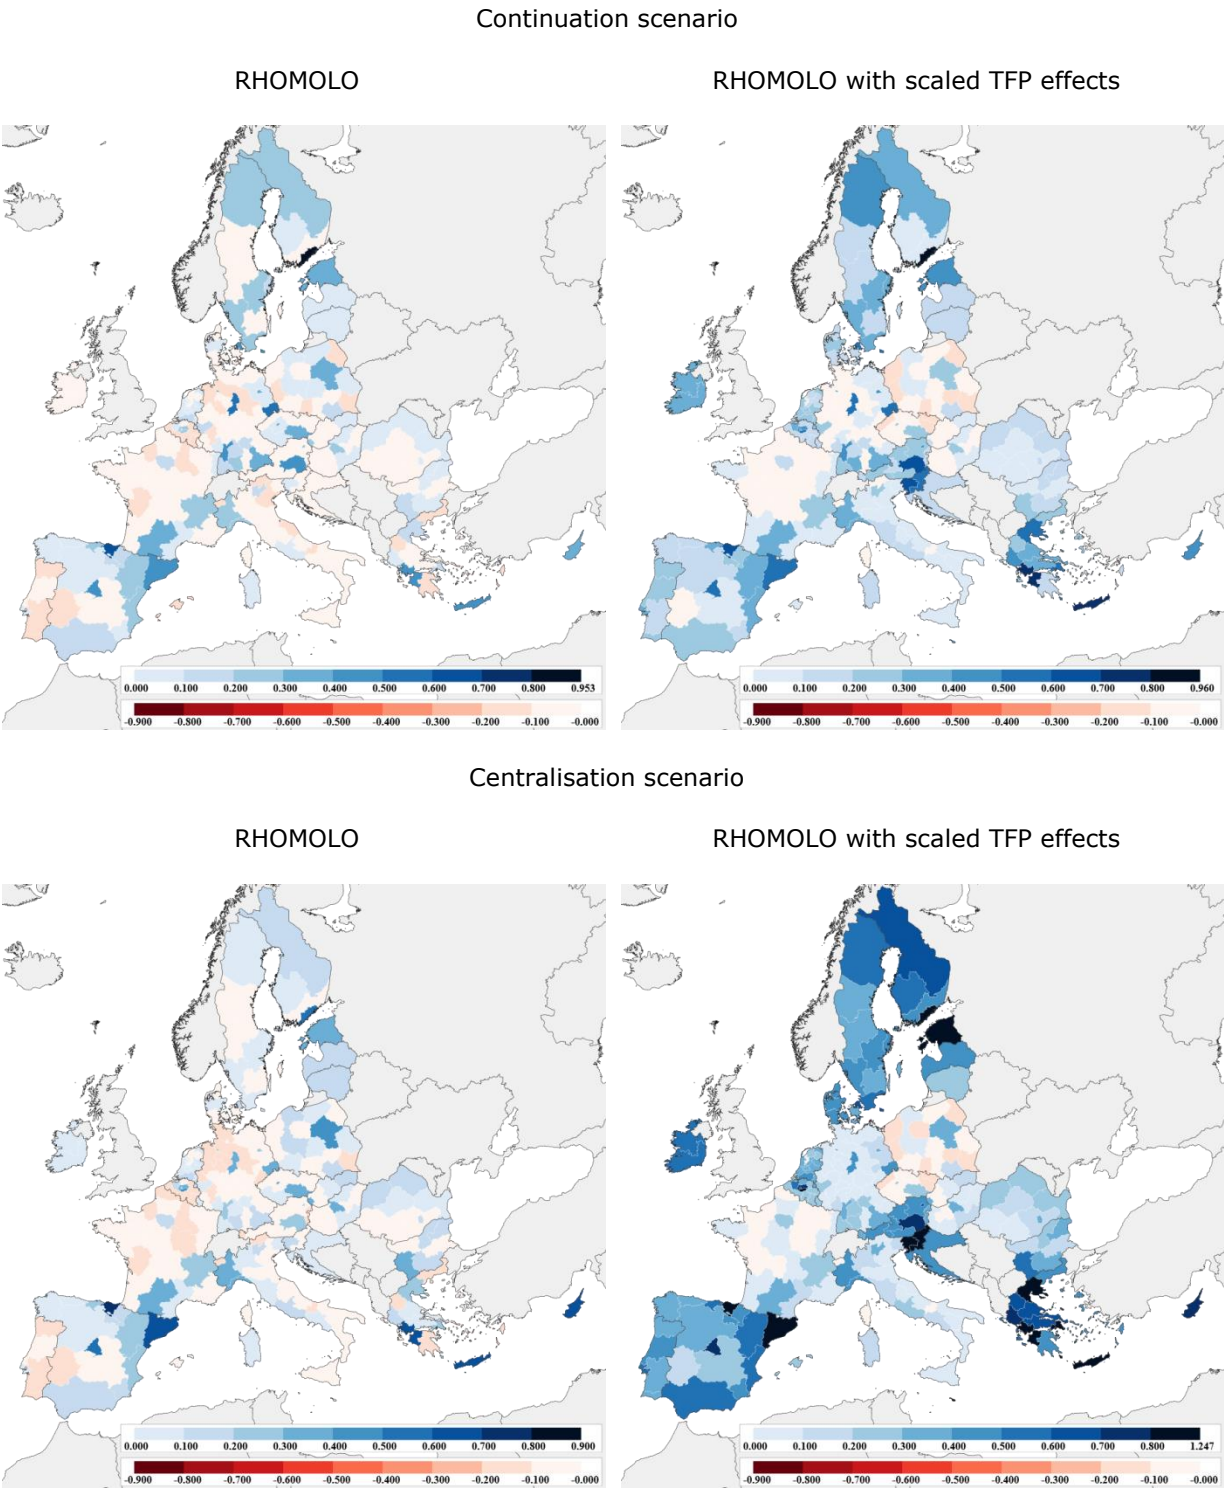 Continuation scenario
RHOMOLO
RHOMOLO with scaled TFP effects
0.000 0.100 0.200 0.300 0.400 0.500 0.600 0.700 0.800 0.953
-0.900 -0.800 -0.700 -0.600 -0.500 -0.400 -0.300 -0.200 -0.100 -0.000
0.000 0.100 0.200 0.300 0.400 0.500 0.600 0.700 0.800 0.960
-0.900 -0.800 -0.700 -0.600 -0.500 -0.400 -0.300 -0.200 -0.100 -0.000
Centralisation scenario
RHOMOLO
RHOMOLO with scaled TFP effects
0.000 0.100 0.200 0.300 0.400 0.500 0.600 0.700 0.800 0.900
-0.900 -0.800 -0.700 -0.600 -0.500 -0.400 -0.300 -0.200 -0.100 -0.000
0.000 0.100 0.200 0.300 0.400 0.500 0.600 0.700 0.800 1.247
-0.900 -0.800 -0.700 -0.600 -0.500 -0.400 -0.300 -0.200 -0.100 -0.000